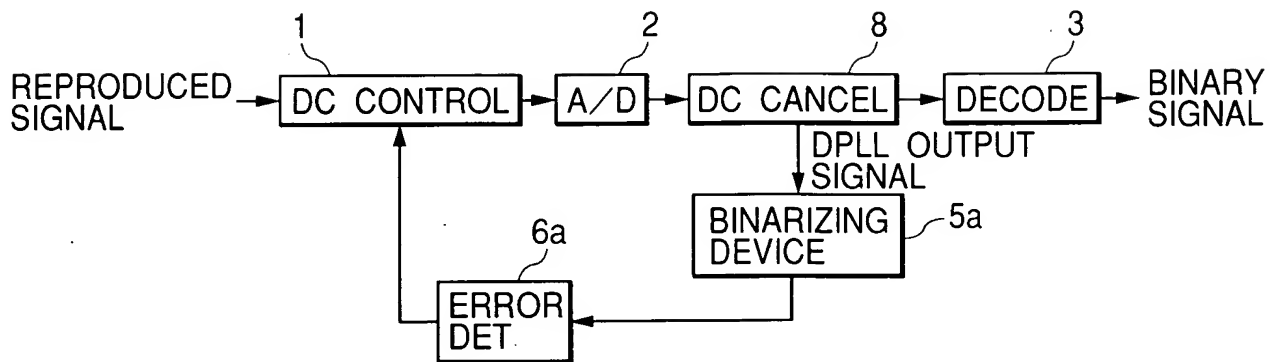 1
2
8
3
REPRODUCED
SIGNAL
DC CONTROL
A/D
DC CANCEL
DECODE
BINARY
SIGNAL
DPLL OUTPUT
SIGNAL
BINARIZING
DEVICE
5a
6a
ERROR
DET.